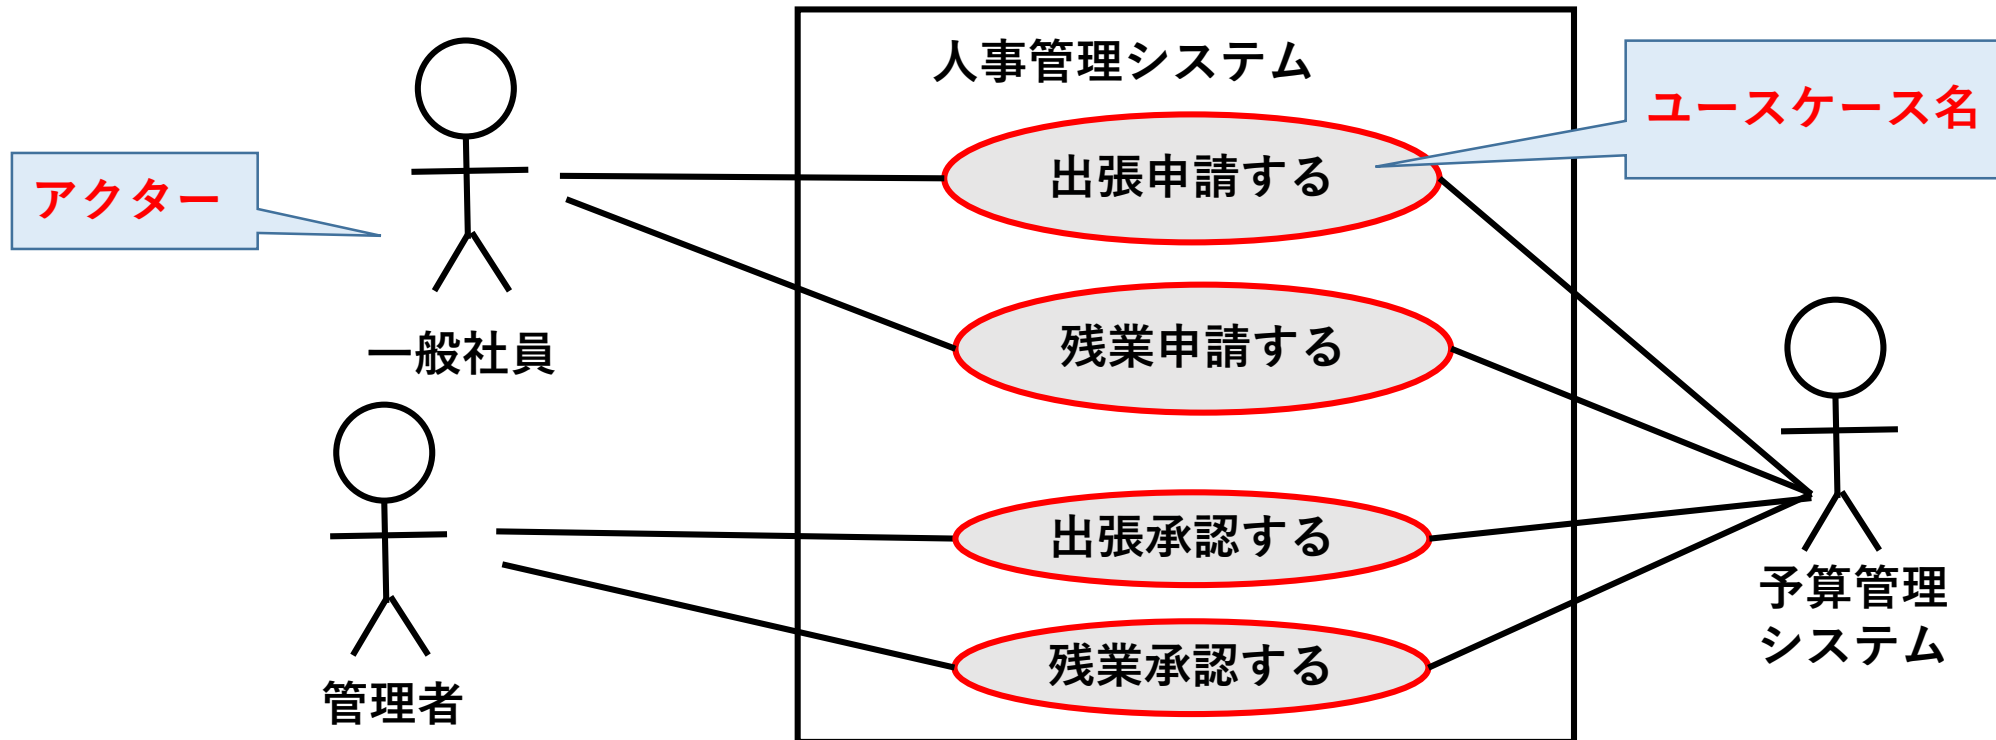 人事管理システム
ユースケース名
アクター
出張申請する
一般社員
残業申請する
出張承認する
残業承認する
管理者
予算管理
システム